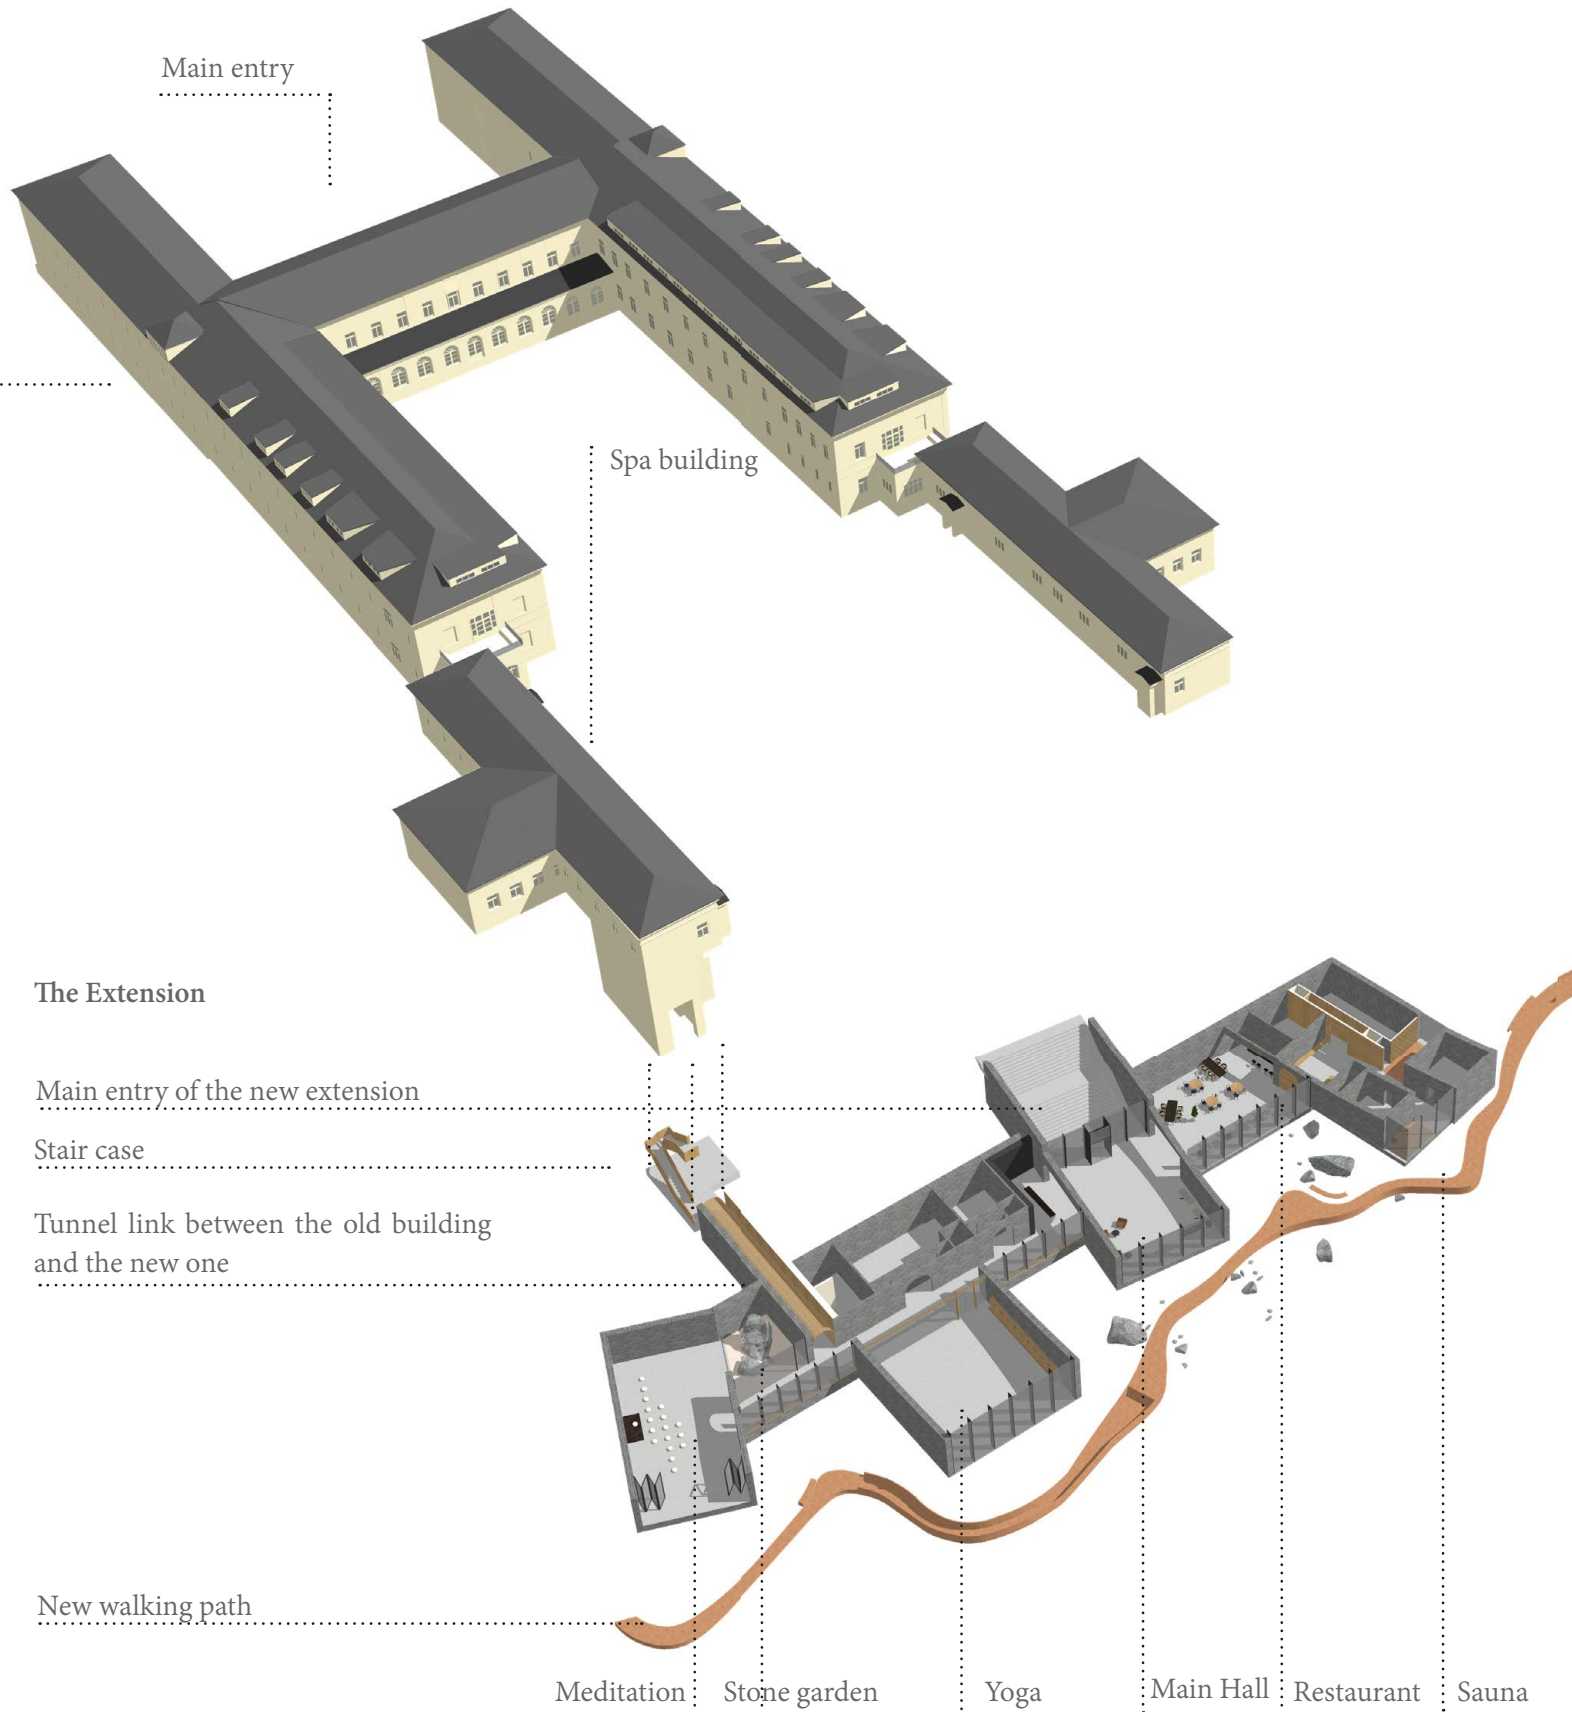 Main entry
Spa building
The Extension
Main entry of the new extension
Stair case
Tunnel link between the old building
and the new one
New walking path
Meditation
Stone garden
Yoga
Main Hall
Restaurant
Sauna